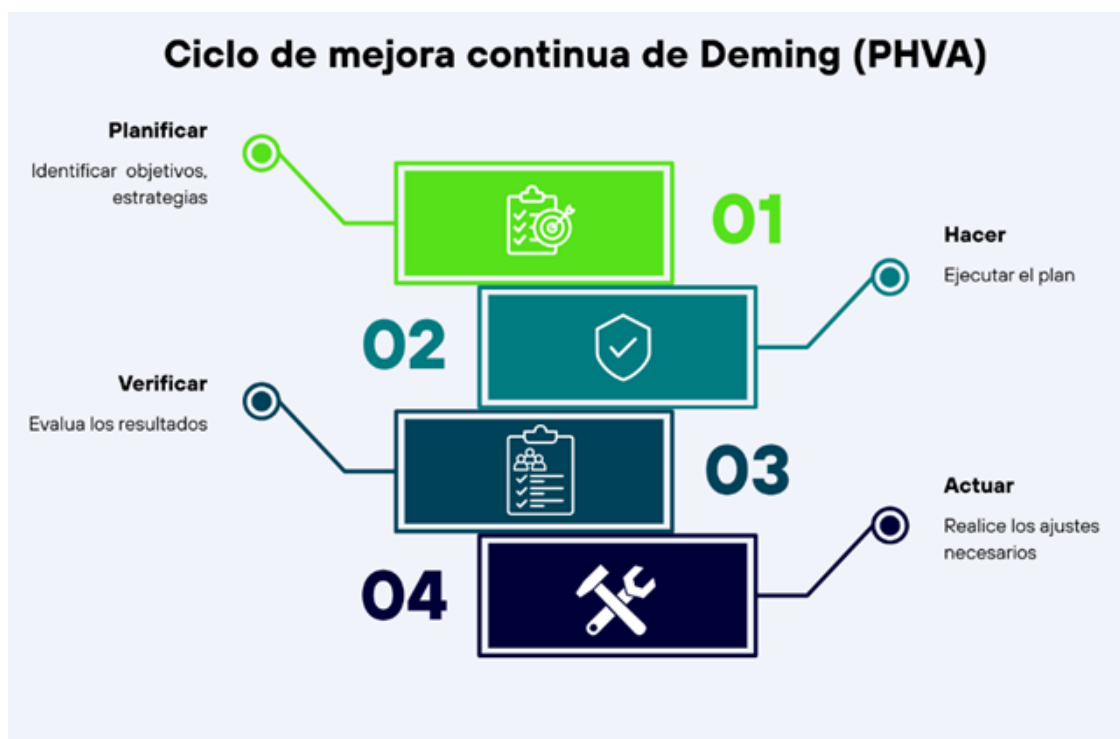 Ciclo de mejora continua de Deming (PHVA)
Planificar
Identificar objetivos,
estrategias
01
Hacer
Ejecutar el plan
02
Verificar
Evalua los resultados
03
Actuar
Realice los ajustes
necesarios
04